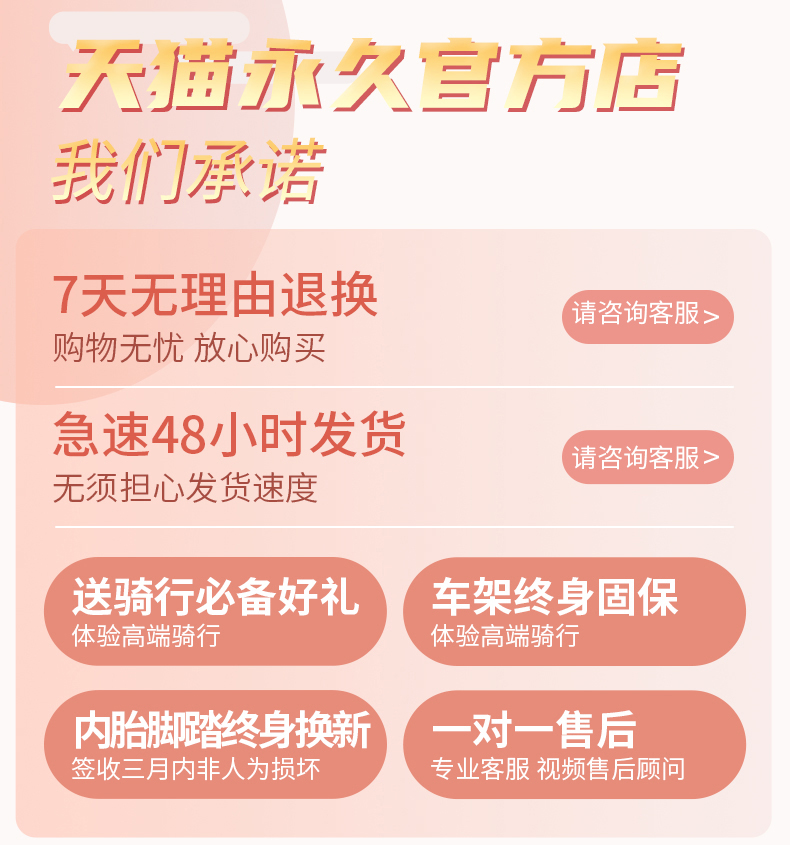 天猫永久官方店
我们承诺
7天无理由退换
请咨询客服>
购物无忧 放心购买
急速48小时发货
请咨询客服>
无须担心发货速度
送骑行必备好礼
体验高端骑行
车架终身固保
体验高端骑行
内胎脚踏终身换新
签收三月内非人为损坏
一对一售后
专业客服 视频售后顾问